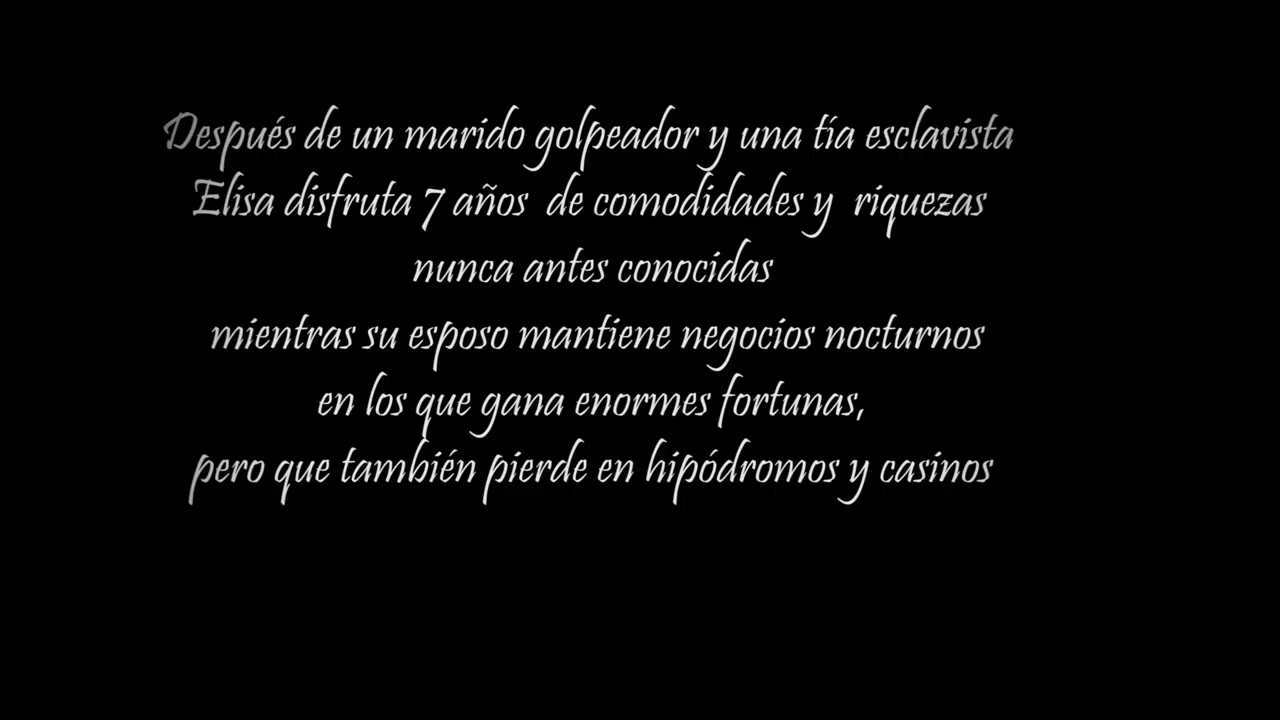 Después de un marido golpeador y una tía esclavista
Elisa disfruta 7 años de comodidades y riquezas
nunca antes conocidas
mientras su esposo mantiene negocios nocturnos
en los que gana enormes fortunas,
pero que también pierde en hipódromos y casinos